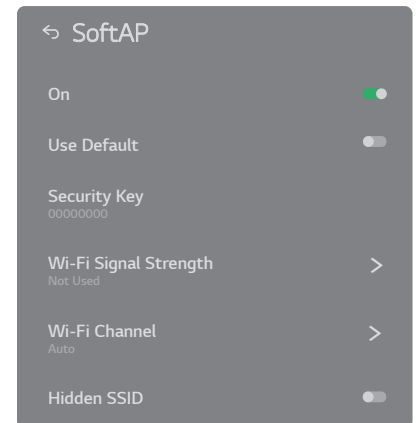 SoftAP
On
Use Default
Security Key
00000000
Wi-Fi Signal Strength
Not Used
Wi-Fi Channel
Auto
Hidden SSID